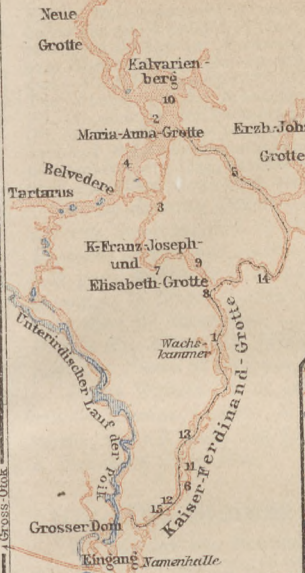 Neue
Grotte
Kalvarien-
berg
10
2
Maria-Anna-Grotte
Erzh.-Joh
Grotte
4
5
Belvedere
Tartarus
3
K-Franz-Joseph-
und
7
9
Elisabeth-Grotte
8
14
Unterirdischer Lauf der Poik
1
Wachs-
kammer
Kaiser-Ferdinand-Grotte
13
11
6
12
15
Grosser Dom
Gross-Otok
Eingang
Namenhalle